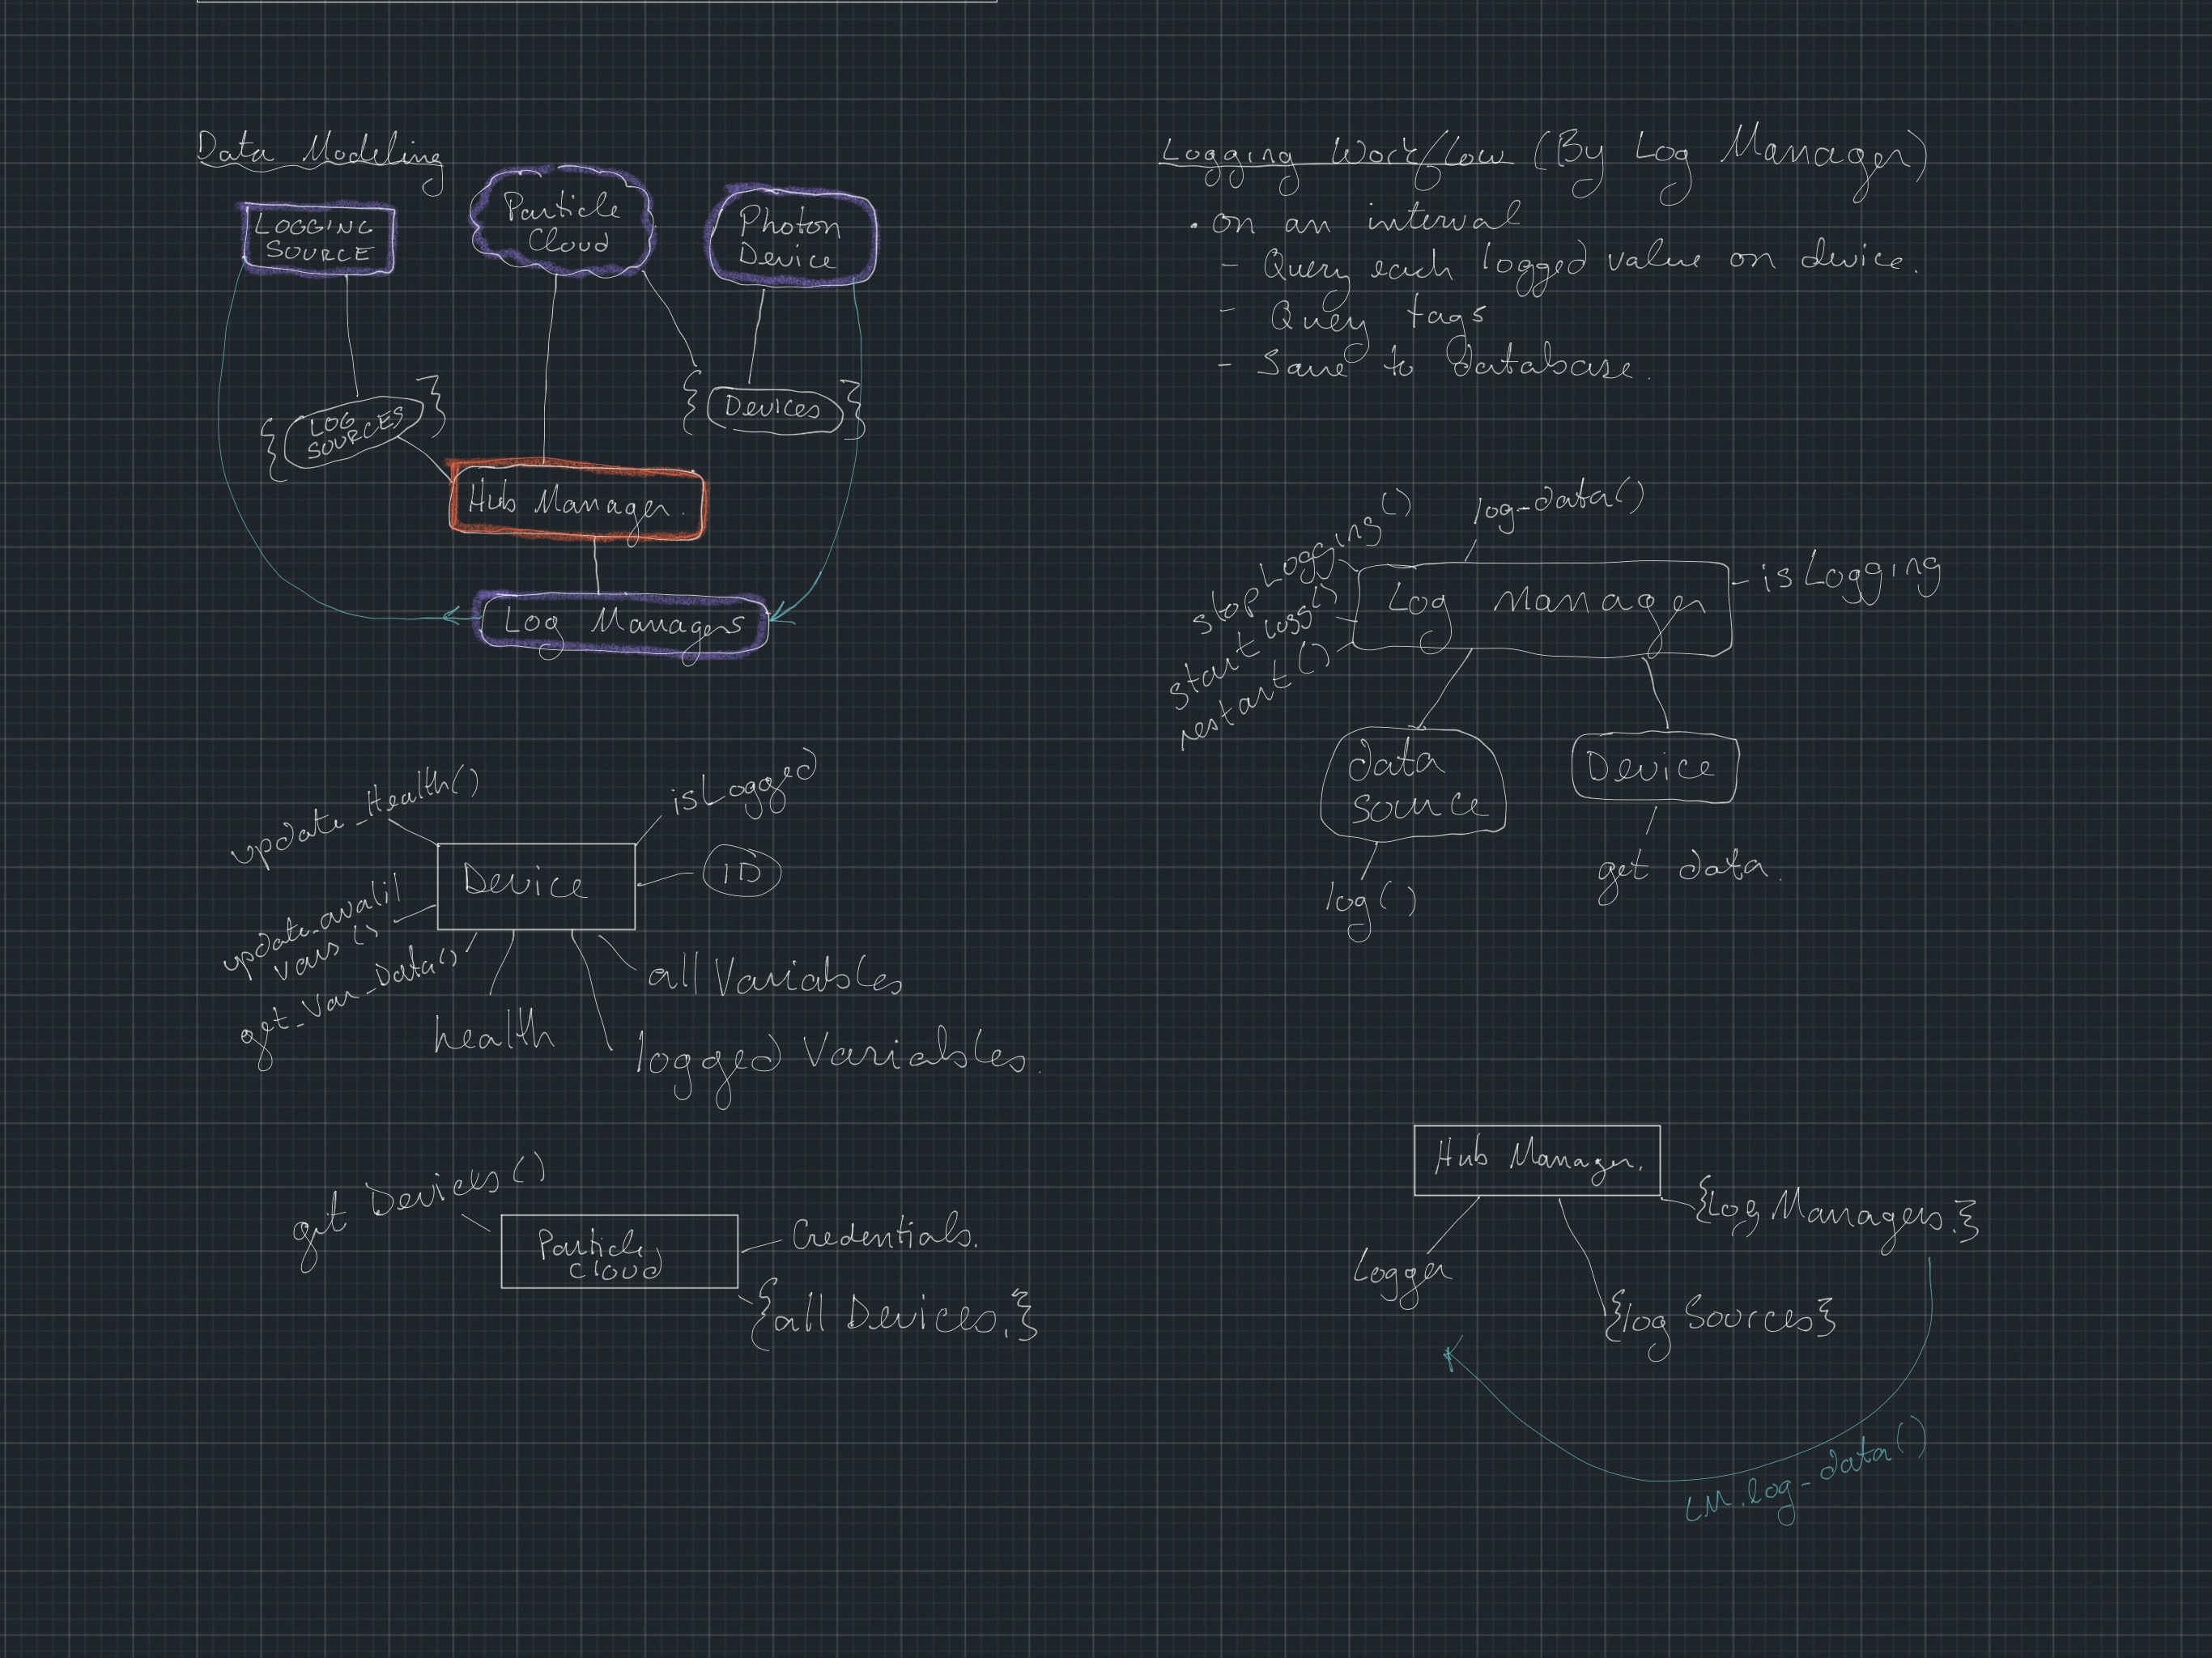 Data Modeling
LOGGING
SOURCE
Particle
Cloud
Photon
Device
{ LOG
SOURCES }
{ Devices }
Hub Manager.
Log Managers
Logging Workflow (By Log Manager)
• on an interval
- Query each logged value on device.
- Query tags
- Save to database.
log-data()
stopLogging()
startLogg()
restart()
Log Manager
isLogging
data
source
Device
log()
get data.
update_Health()
isLogged
Device
ID
update_avalil
vars()
get_Var_Data()
health
all Variables
logged Variables.
get Devices()
Particle
Cloud
Credentials.
{all Devices.}
Hub Manager.
{Log Managers.}
Logger
{log Sources}
LM.log-data()